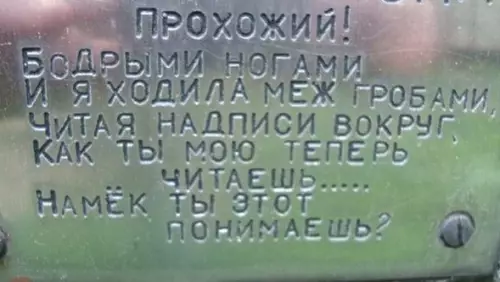 ПРОХОЖИЙ!
БОДРЫМИ НОГАМИ
И Я ХОДИЛА МЕЖ ГРОБАМИ,
ЧИТАЯ НАДПИСИ ВОКРУГ,
КАК ТЫ МОЮ ТЕПЕРЬ
ЧИТАЕШЬ.....
НАМЁК ТЫ ЭТОТ
ПОНИМАЕШЬ?